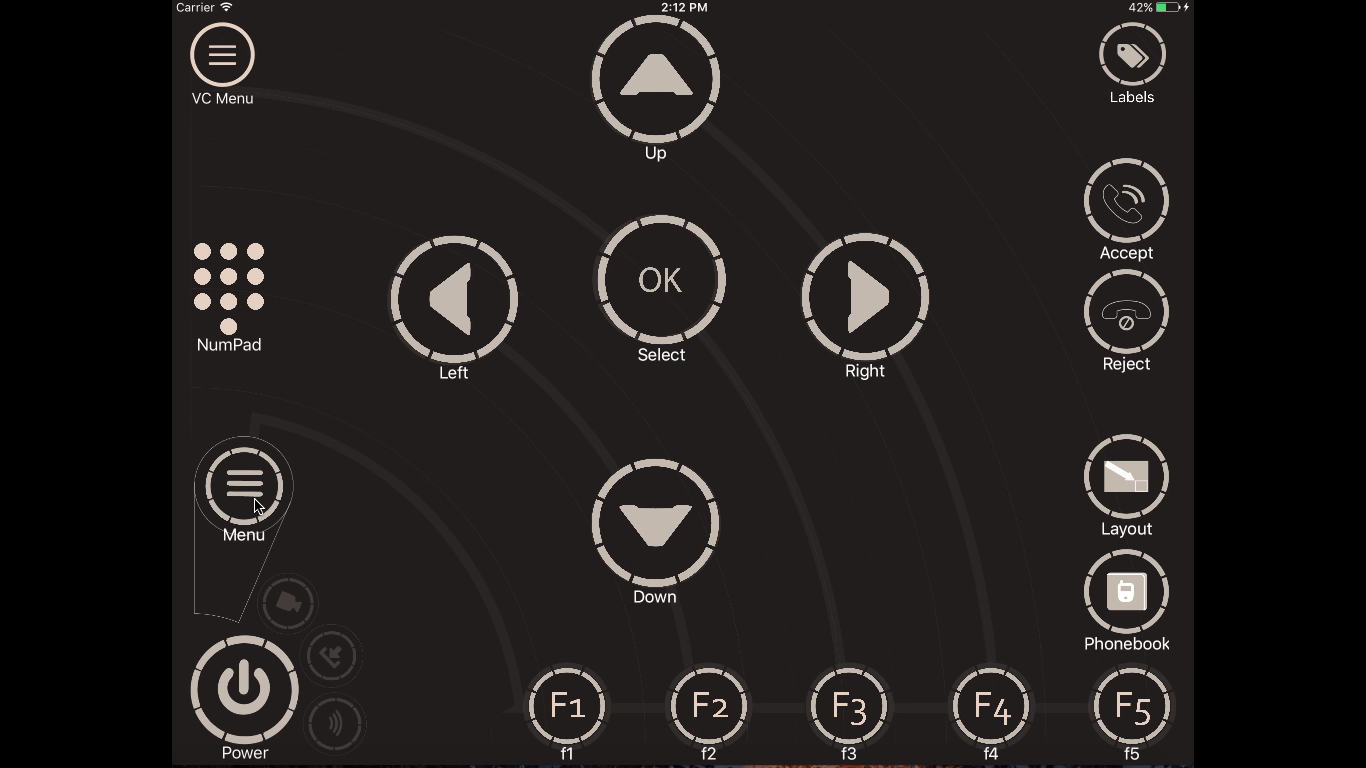 Carrier 2:12 PM 42%
VC Menu
Labels
Up
Accept
OK
NumPad
Select
Left
Right
Reject
Menu
Layout
Down
Phonebook
F1 F2 F3 F4 F5
Power f1 f2 f3 f4 f5